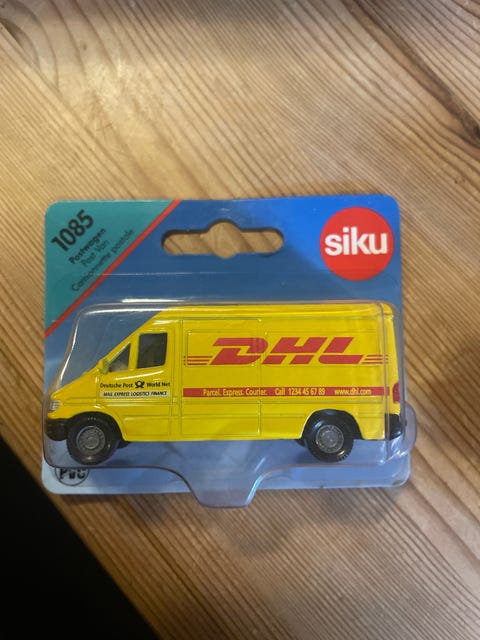 1085
Postwagen
Post Van
Camionnette postale
siku
DHL
Deutsche Post World Net
MAIL EXPRESS LOGISTICS FINANCE
Parcel. Express. Courier. Call 1234 45 67 89 www.dhl.com
PVC